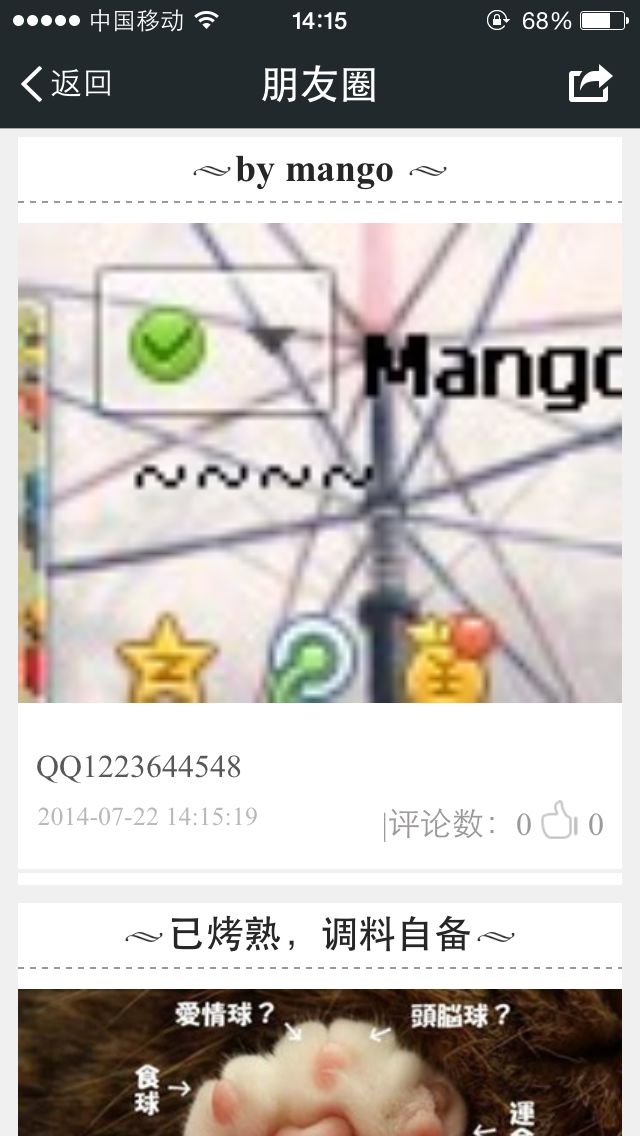 中国移动 14:15 68%
返回 朋友圈
~by mango ~
Mango
~~~~
QQ1223644548
2014-07-22 14:15:19 |评论数：0 0
~已烤熟，调料自备~
愛情球？ 頭脳球？
食球
運